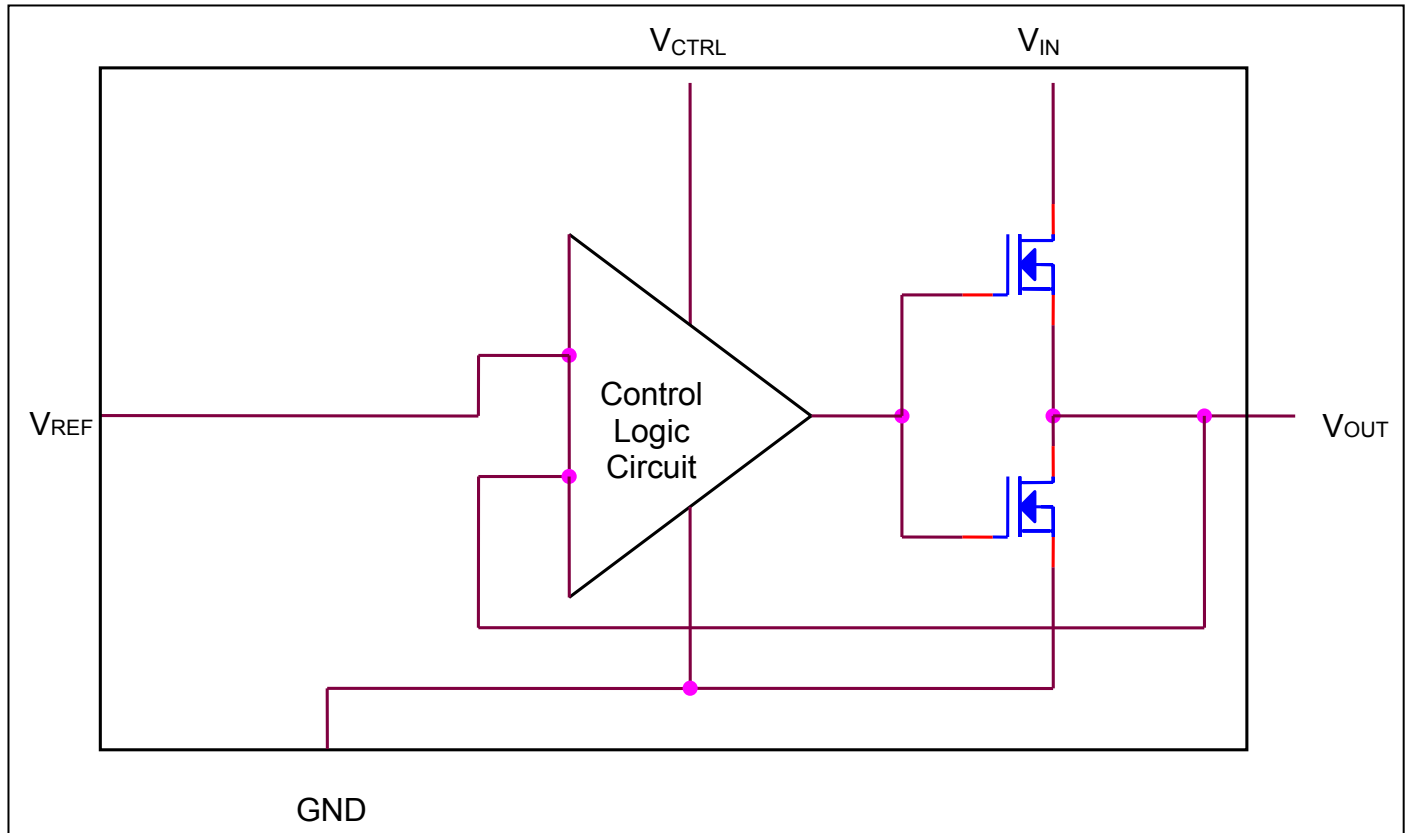 VCTRL
VIN
Control
Logic
Circuit
VREF
VOUT
GND